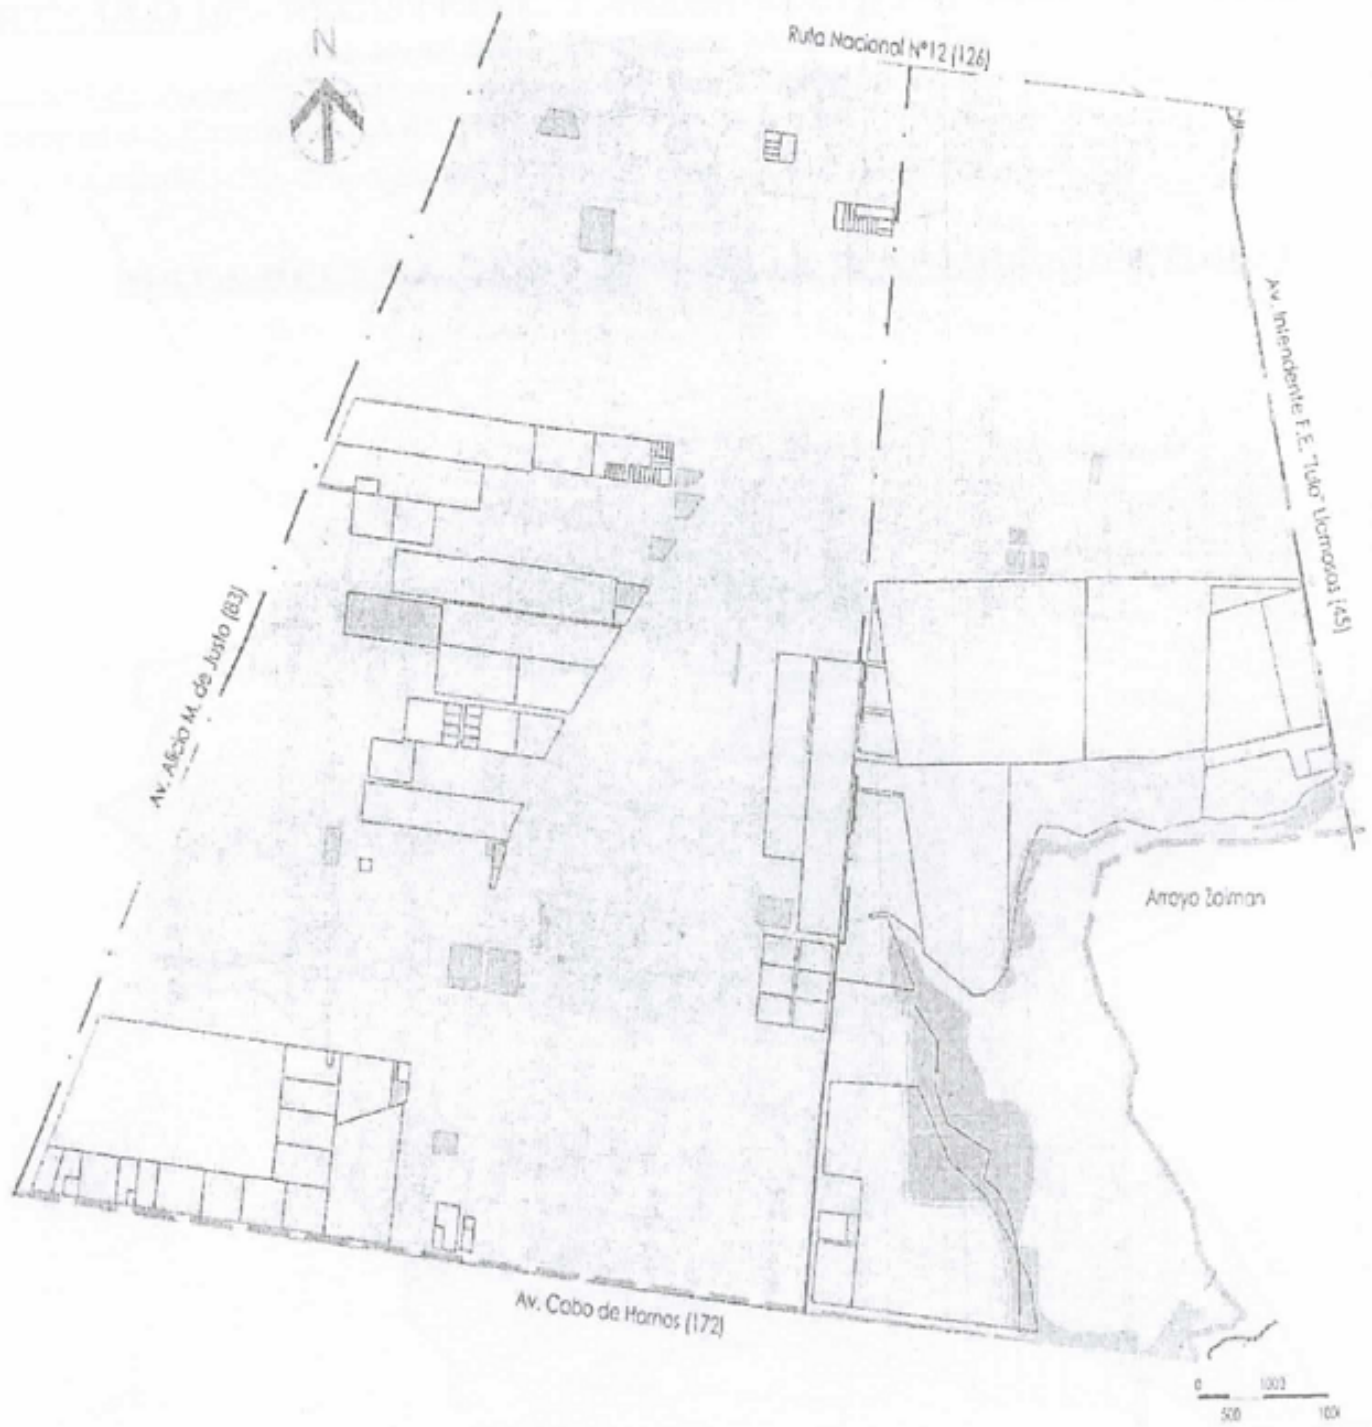 N
Ruta Nacional N°12 (126)
Av. Intendente F.E. "Tulo" Llamosas (45)
Av. Alicia M. de Justo (83)
Arroyo Zaiman
Av. Cabo de Hornos (172)
0 1000
500